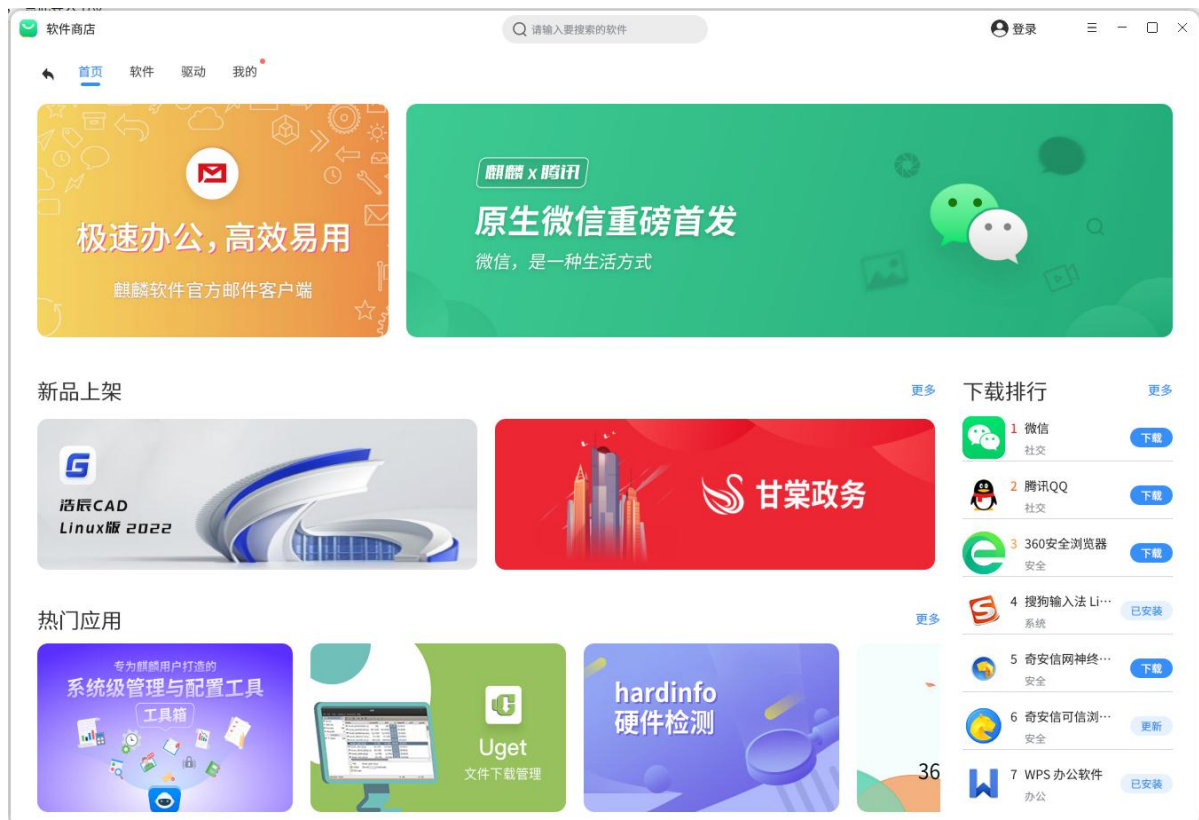 软件商店
请输入要搜索的软件
登录
首页 软件 驱动 我的
极速办公，高效易用
麒麟软件官方邮件客户端
麒麟 x 腾讯
原生微信重磅首发
微信，是一种生活方式
新品上架
更多
浩辰CAD
Linux版 2022
甘棠政务
热门应用
更多
专为麒麟用户打造的
系统级管理与配置工具
工具箱
Uget
文件下载管理
hardinfo
硬件检测
36
下载排行
更多
1 微信
社交
下载
2 腾讯QQ
社交
下载
3 360安全浏览器
安全
下载
4 搜狗输入法 Li…
系统
已安装
5 奇安信网神终…
安全
下载
6 奇安信可信浏…
安全
更新
7 WPS 办公软件
办公
已安装